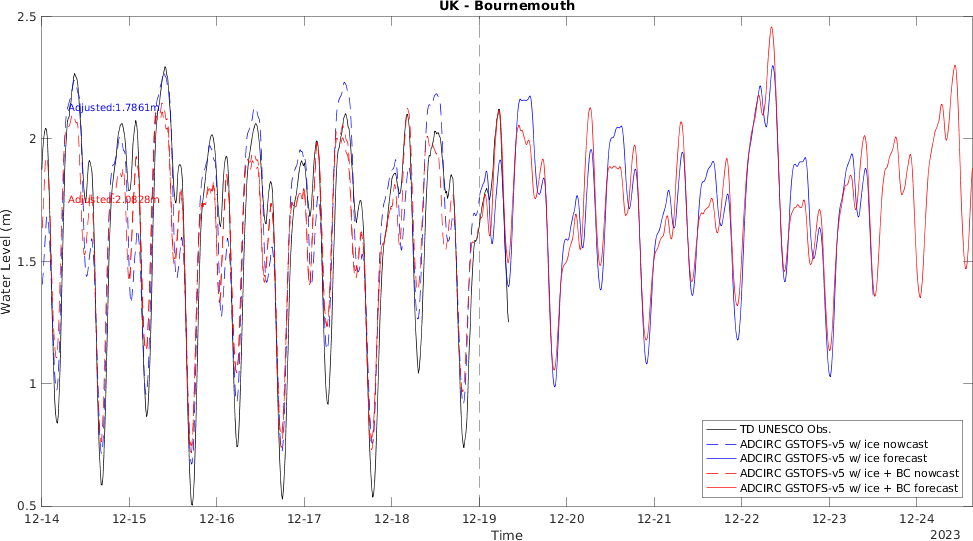 UK - Bournemouth
2.5
2
1.5
1
0.5
Water Level (m)
Adjusted:1.7861m
Adjusted:2.0828m
TD UNESCO Obs.
ADCIRC GSTOFS-v5 w/ ice nowcast
ADCIRC GSTOFS-v5 w/ ice forecast
ADCIRC GSTOFS-v5 w/ ice + BC nowcast
ADCIRC GSTOFS-v5 w/ ice + BC forecast
12-14 12-15 12-16 12-17 12-18 12-19 12-20 12-21 12-22 12-23 12-24
Time
2023